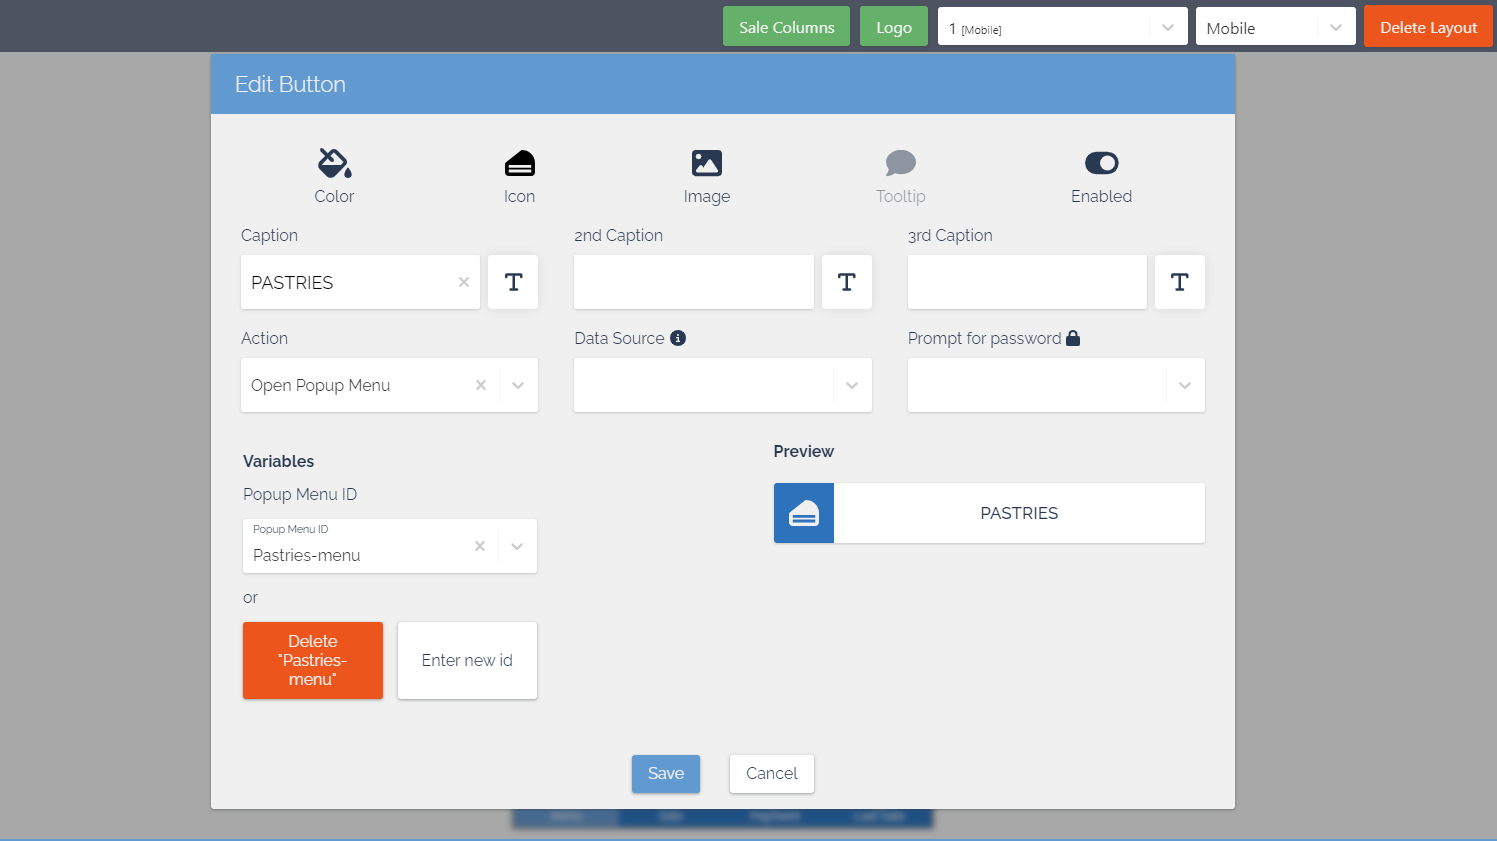 Sale Columns
Logo
1 [Mobile]
Mobile
Delete Layout
Edit Button
Color
Icon
Image
Tooltip
Enabled
Caption
2nd Caption
3rd Caption
PASTRIES
T
T
T
Action
Data Source
Prompt for password
Open Popup Menu
Variables
Preview
Popup Menu ID
Popup Menu ID
Pastries-menu
PASTRIES
or
Delete
"Pastries-
menu"
Enter new id
Save
Cancel